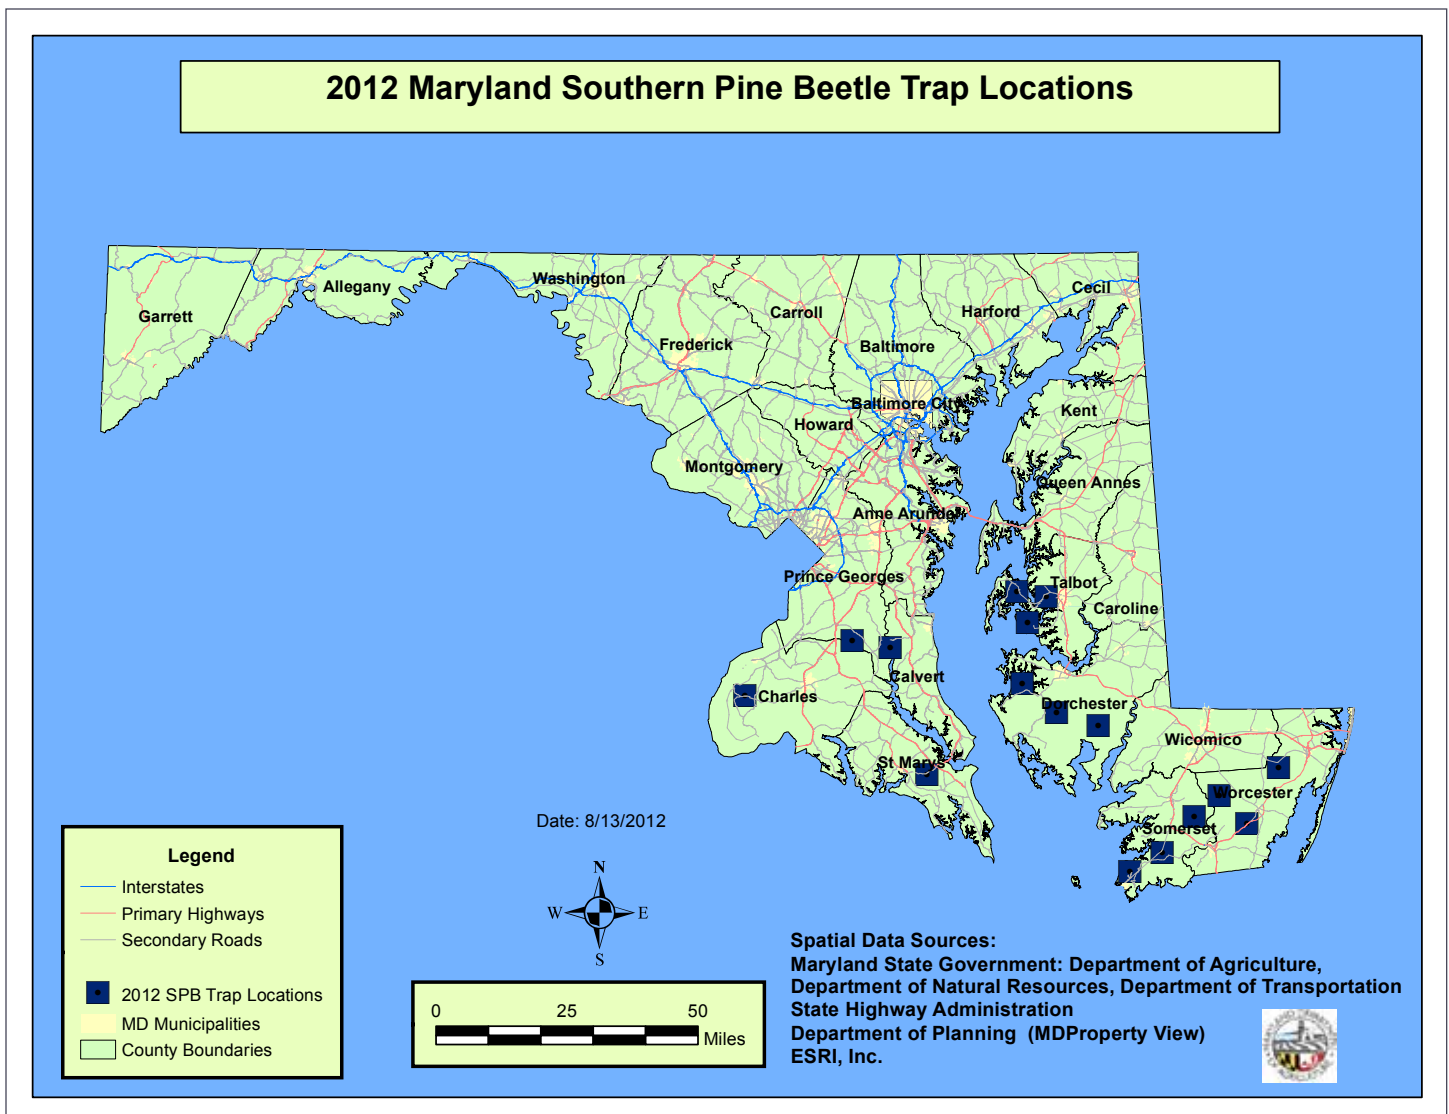 2012 Maryland Southern Pine Beetle Trap Locations
Garrett
Allegany
Washington
Frederick
Carroll
Baltimore
Harford
Cecil
Baltimore City
Howard
Kent
Montgomery
Queen Annes
Anne Arundel
Prince Georges
Talbot
Caroline
Calvert
Charles
Dorchester
St Marys
Wicomico
Worcester
Somerset
Date: 8/13/2012
N
W
E
S
Legend
Interstates
Primary Highways
Secondary Roads
2012 SPB Trap Locations
MD Municipalities
County Boundaries
0 25 50
Miles
Spatial Data Sources:
Maryland State Government: Department of Agriculture,
Department of Natural Resources, Department of Transportation
State Highway Administration
Department of Planning (MDProperty View)
ESRI, Inc.